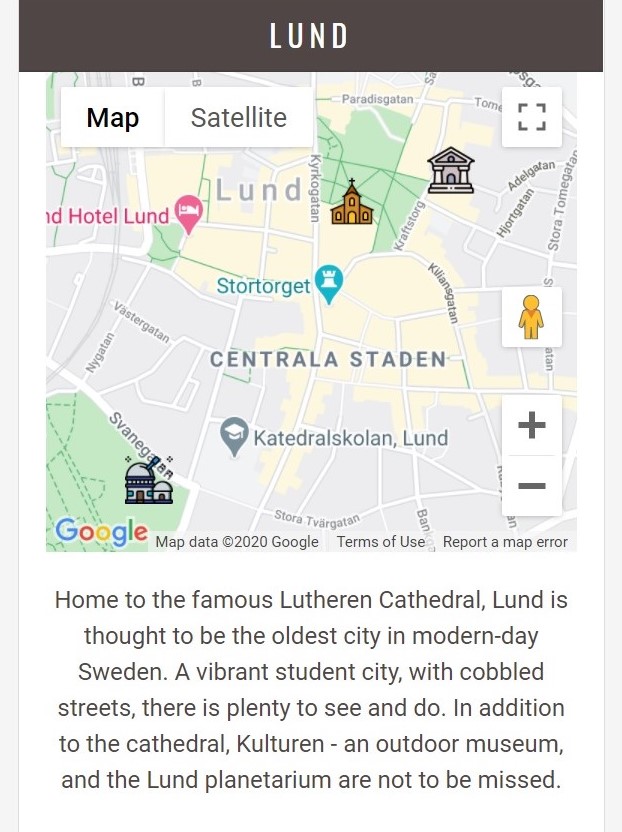 LUND
Map
Satellite
Paradisgatan
Kyrkogatan
Lund
Adelgatan
Hjortgatan
Stora Tomegatan
nd Hotel Lund
Kraftstorg
Stortorget
Kiliansgatan
Västergatan
Nygatan
CENTRALA STADEN
Katedralskolan, Lund
Stora Tvärgatan
Google
Map data ©2020 Google
Terms of Use
Report a map error
Home to the famous Lutheren Cathedral, Lund is
thought to be the oldest city in modern-day
Sweden. A vibrant student city, with cobbled
streets, there is plenty to see and do. In addition
to the cathedral, Kulturen - an outdoor museum,
and the Lund planetarium are not to be missed.